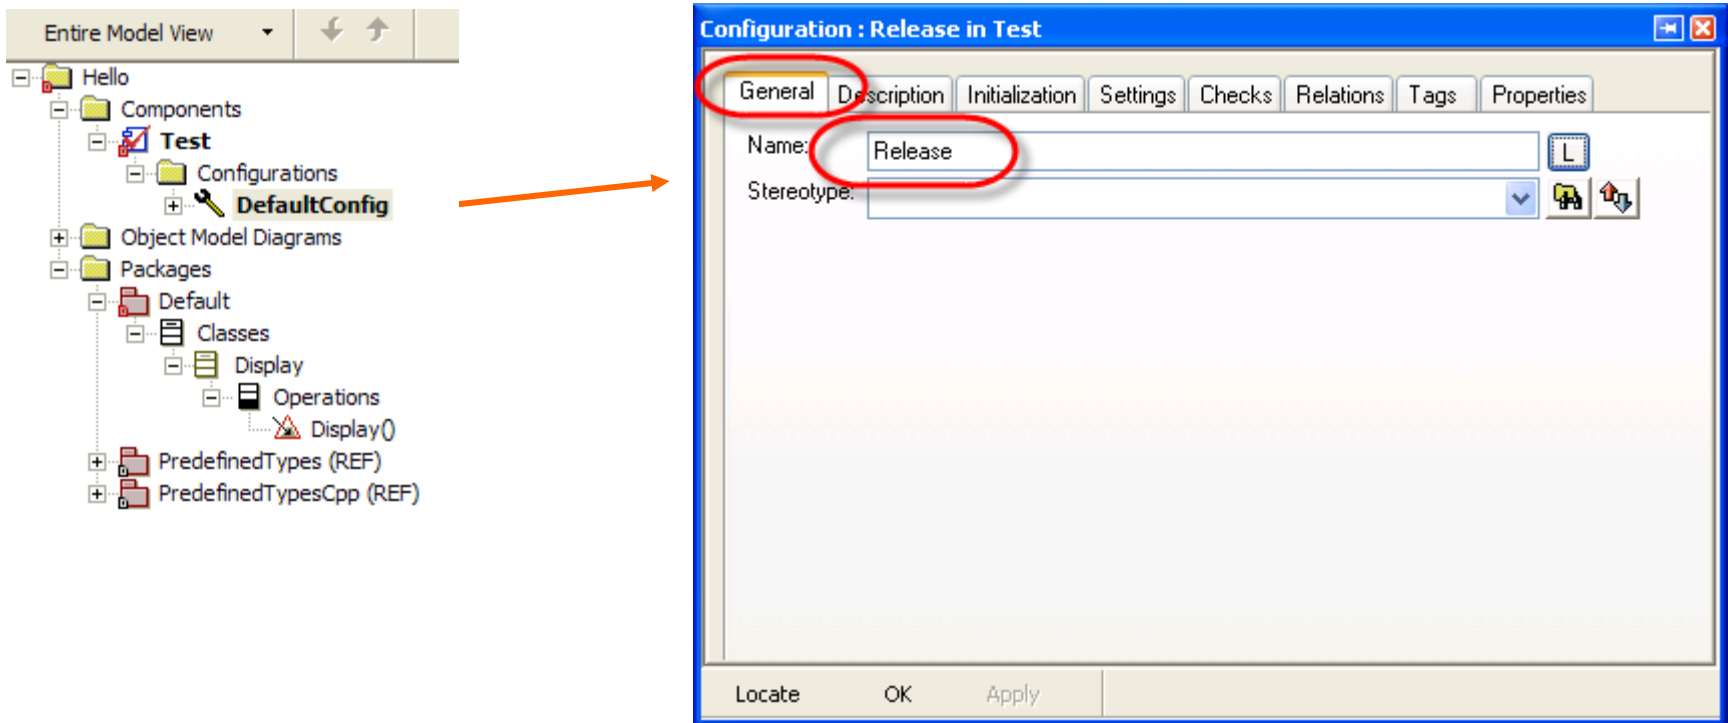 Entire Model View
Hello
Components
Test
Configurations
DefaultConfig
Object Model Diagrams
Packages
Default
Classes
Display
Operations
Display()
PredefinedTypes (REF)
PredefinedTypesCpp (REF)
Configuration : Release in Test
General Description Initialization Settings Checks Relations Tags Properties
Name: Release L
Stereotype:
Locate OK Apply